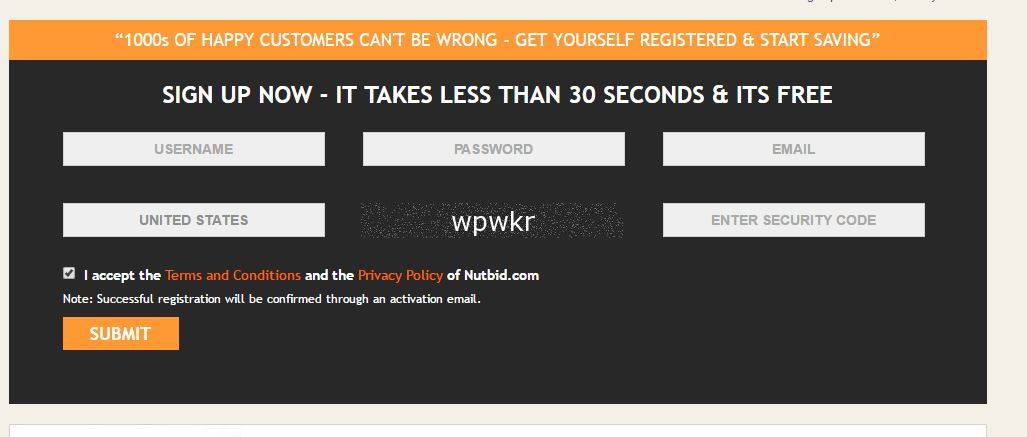 “1000s OF HAPPY CUSTOMERS CAN'T BE WRONG - GET YOURSELF REGISTERED & START SAVING”
SIGN UP NOW - IT TAKES LESS THAN 30 SECONDS & ITS FREE
USERNAME PASSWORD EMAIL
UNITED STATES wpwkr ENTER SECURITY CODE
I accept the Terms and Conditions and the Privacy Policy of Nutbid.com
Note: Successful registration will be confirmed through an activation email.
SUBMIT